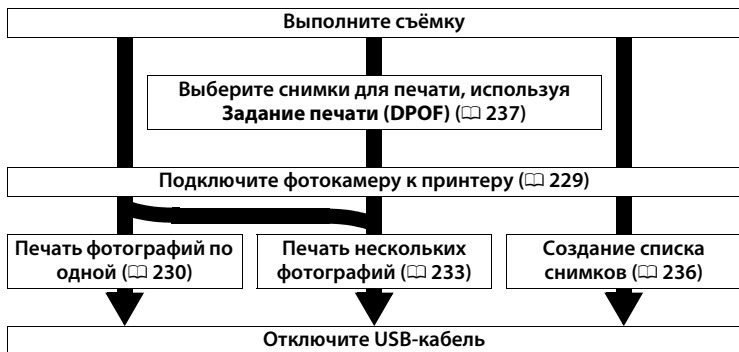 Выполните съёмку
Выберите снимки для печати, используя
Задание печати (DPOF) (📖 237)
Подключите фотокамеру к принтеру (📖 229)
Печать фотографий по
одной (📖 230)
Печать нескольких
фотографий (📖 233)
Создание списка
снимков (📖 236)
Отключите USB-кабель